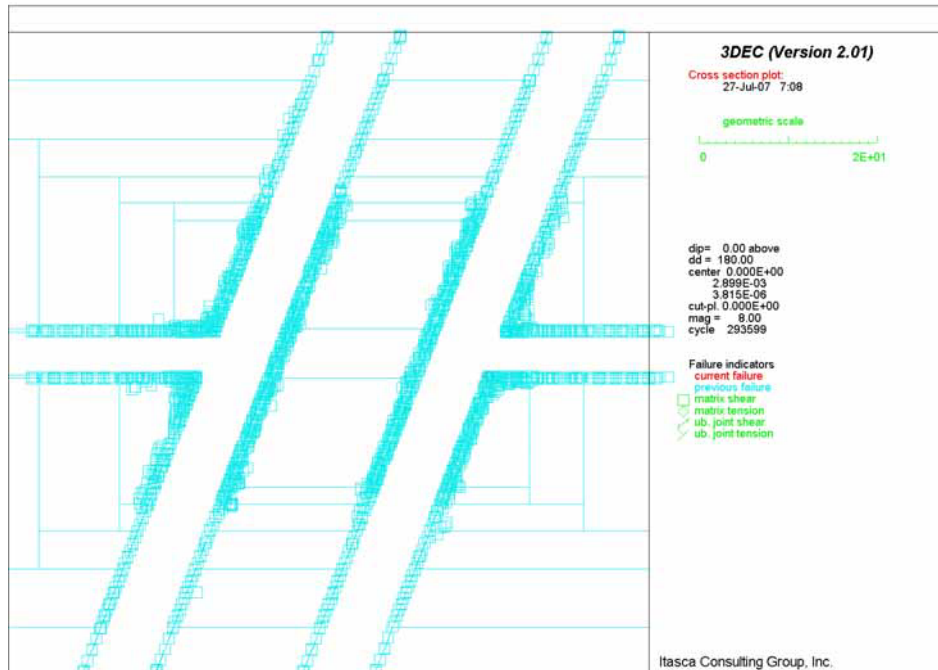 3DEC (Version 2.01)
Cross section plot:
27-Jul-07 7:08
geometric scale
0 2E+01
dip= 0.00 above
dd = 180.00
center 0.000E+00
2.899E-03
3.815E-06
cut-pl. 0.000E+00
mag = 8.00
cycle 293599
Failure indicators
current failure
previous failure
matrix shear
matrix tension
ub. joint shear
ub. joint tension
Itasca Consulting Group, Inc.